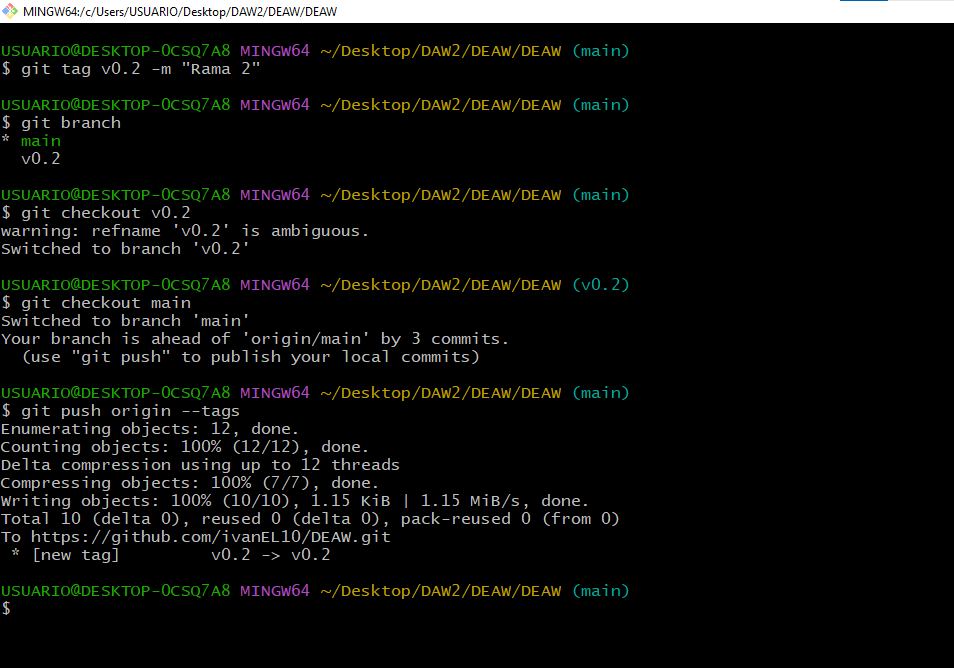 MINGW64:/c/Users/USUARIO/Desktop/DAW2/DEAW/DEAW
USUARIO@DESKTOP-0CSQ7A8 MINGW64 ~/Desktop/DAW2/DEAW/DEAW (main)
$ git tag v0.2 -m "Rama 2"
USUARIO@DESKTOP-0CSQ7A8 MINGW64 ~/Desktop/DAW2/DEAW/DEAW (main)
$ git branch
* main
  v0.2
USUARIO@DESKTOP-0CSQ7A8 MINGW64 ~/Desktop/DAW2/DEAW/DEAW (main)
$ git checkout v0.2
warning: refname 'v0.2' is ambiguous.
Switched to branch 'v0.2'
USUARIO@DESKTOP-0CSQ7A8 MINGW64 ~/Desktop/DAW2/DEAW/DEAW (v0.2)
$ git checkout main
Switched to branch 'main'
Your branch is ahead of 'origin/main' by 3 commits.
  (use "git push" to publish your local commits)
USUARIO@DESKTOP-0CSQ7A8 MINGW64 ~/Desktop/DAW2/DEAW/DEAW (main)
$ git push origin --tags
Enumerating objects: 12, done.
Counting objects: 100% (12/12), done.
Delta compression using up to 12 threads
Compressing objects: 100% (7/7), done.
Writing objects: 100% (10/10), 1.15 KiB | 1.15 MiB/s, done.
Total 10 (delta 0), reused 0 (delta 0), pack-reused 0 (from 0)
To https://github.com/ivanEL10/DEAW.git
 * [new tag]         v0.2 -> v0.2
USUARIO@DESKTOP-0CSQ7A8 MINGW64 ~/Desktop/DAW2/DEAW/DEAW (main)
$